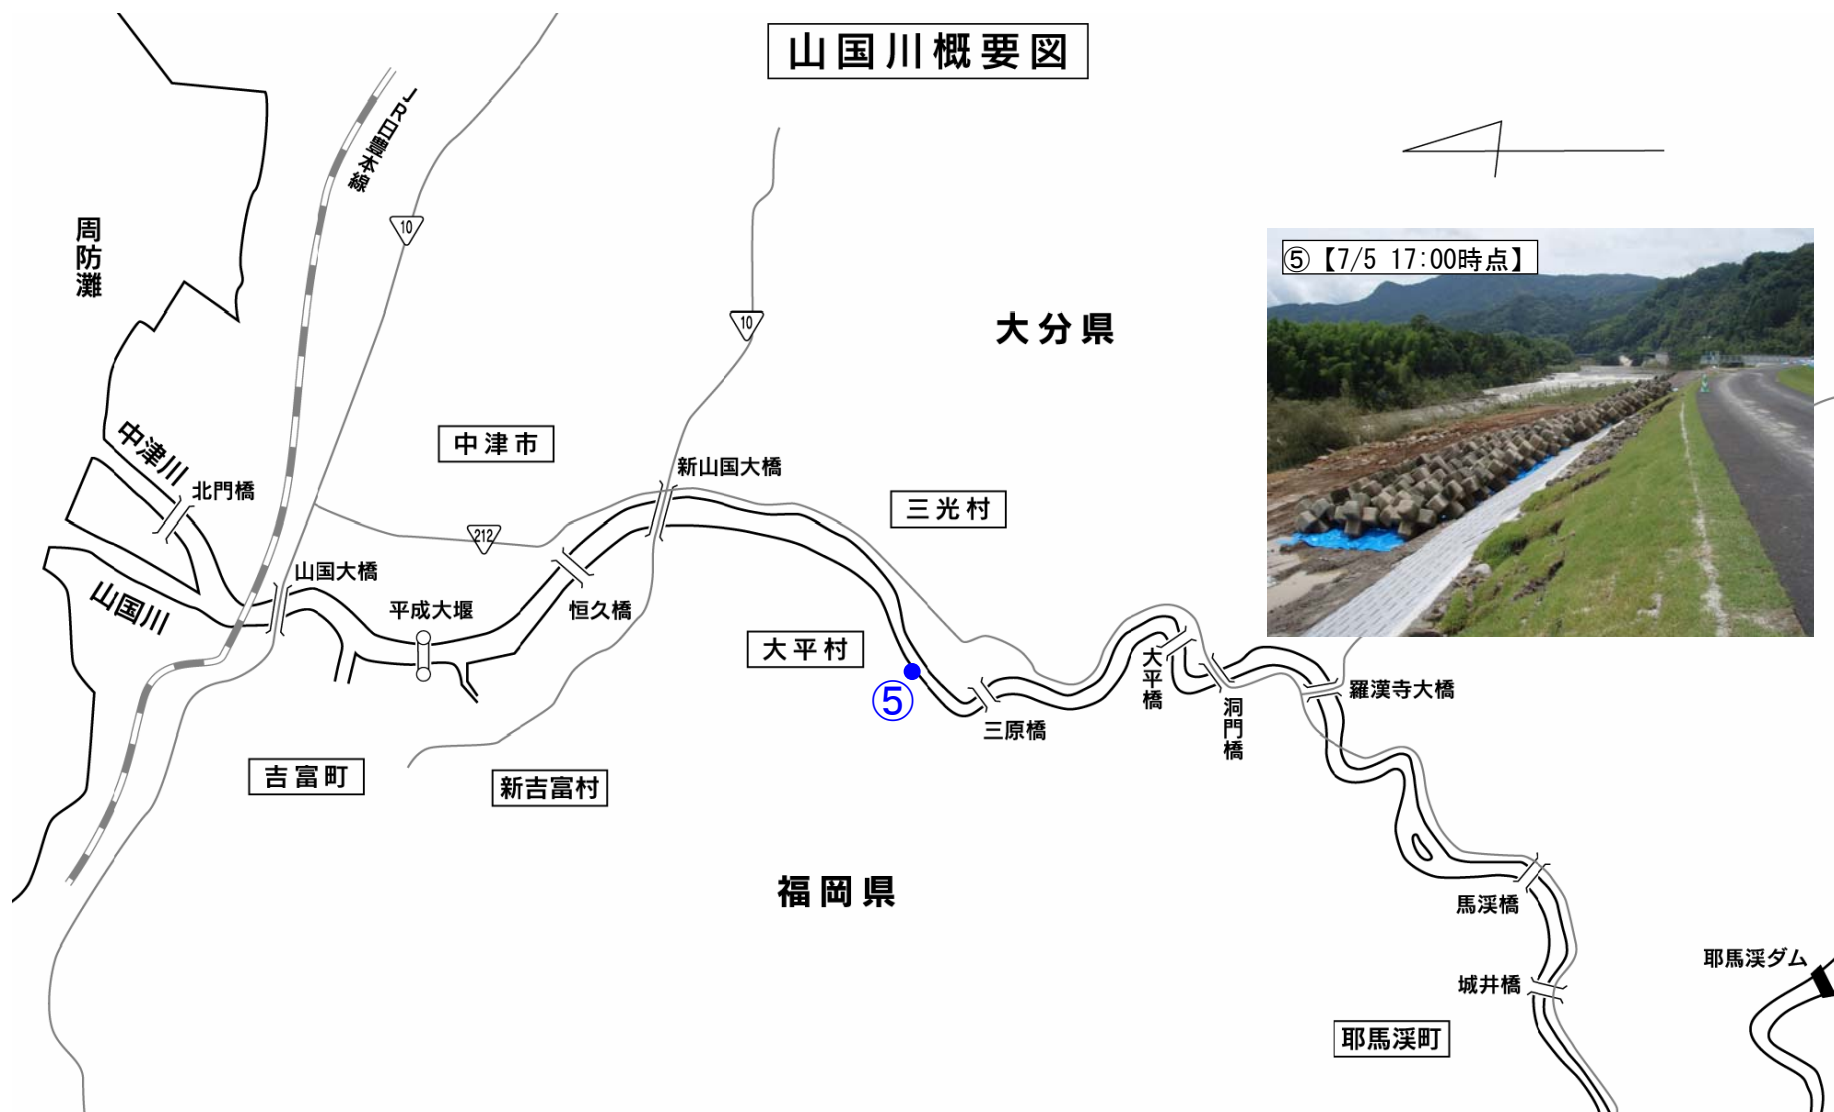 山国川概要図
JR日豊本線
10
周防灘
⑤【7/5 17:00時点】
10
大分県
中津川
中津市
新山国大橋
北門橋
三光村
212
山国大橋
山国川
平成大堰
恒久橋
大平村
大平橋
⑤
三原橋
洞門橋
羅漢寺大橋
吉富町
新吉富村
福岡県
馬渓橋
耶馬渓ダム
城井橋
耶馬渓町